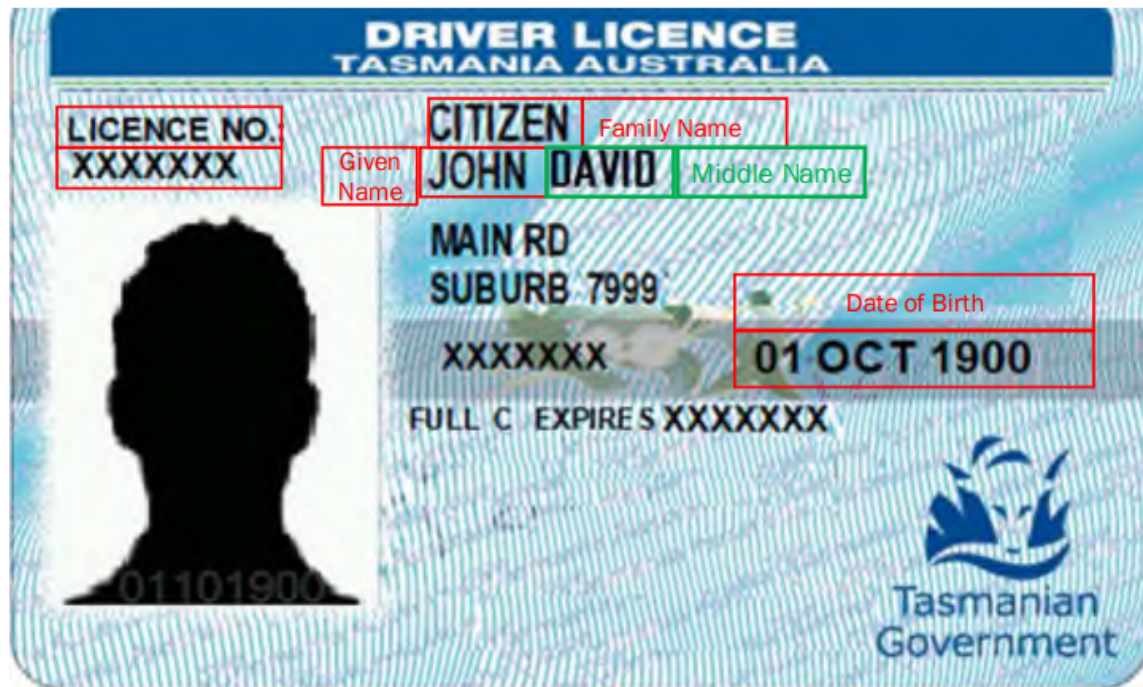 DRIVER LICENCE
TASMANIA AUSTRALIA
LICENCE NO.:
XXXXXXX
CITIZEN Family Name
Given Name JOHN DAVID Middle Name
MAIN RD
SUBURB 7999
Date of Birth
XXXXXXX 01 OCT 1900
FULL C EXPIRES XXXXXXX
01101900
Tasmanian
Government